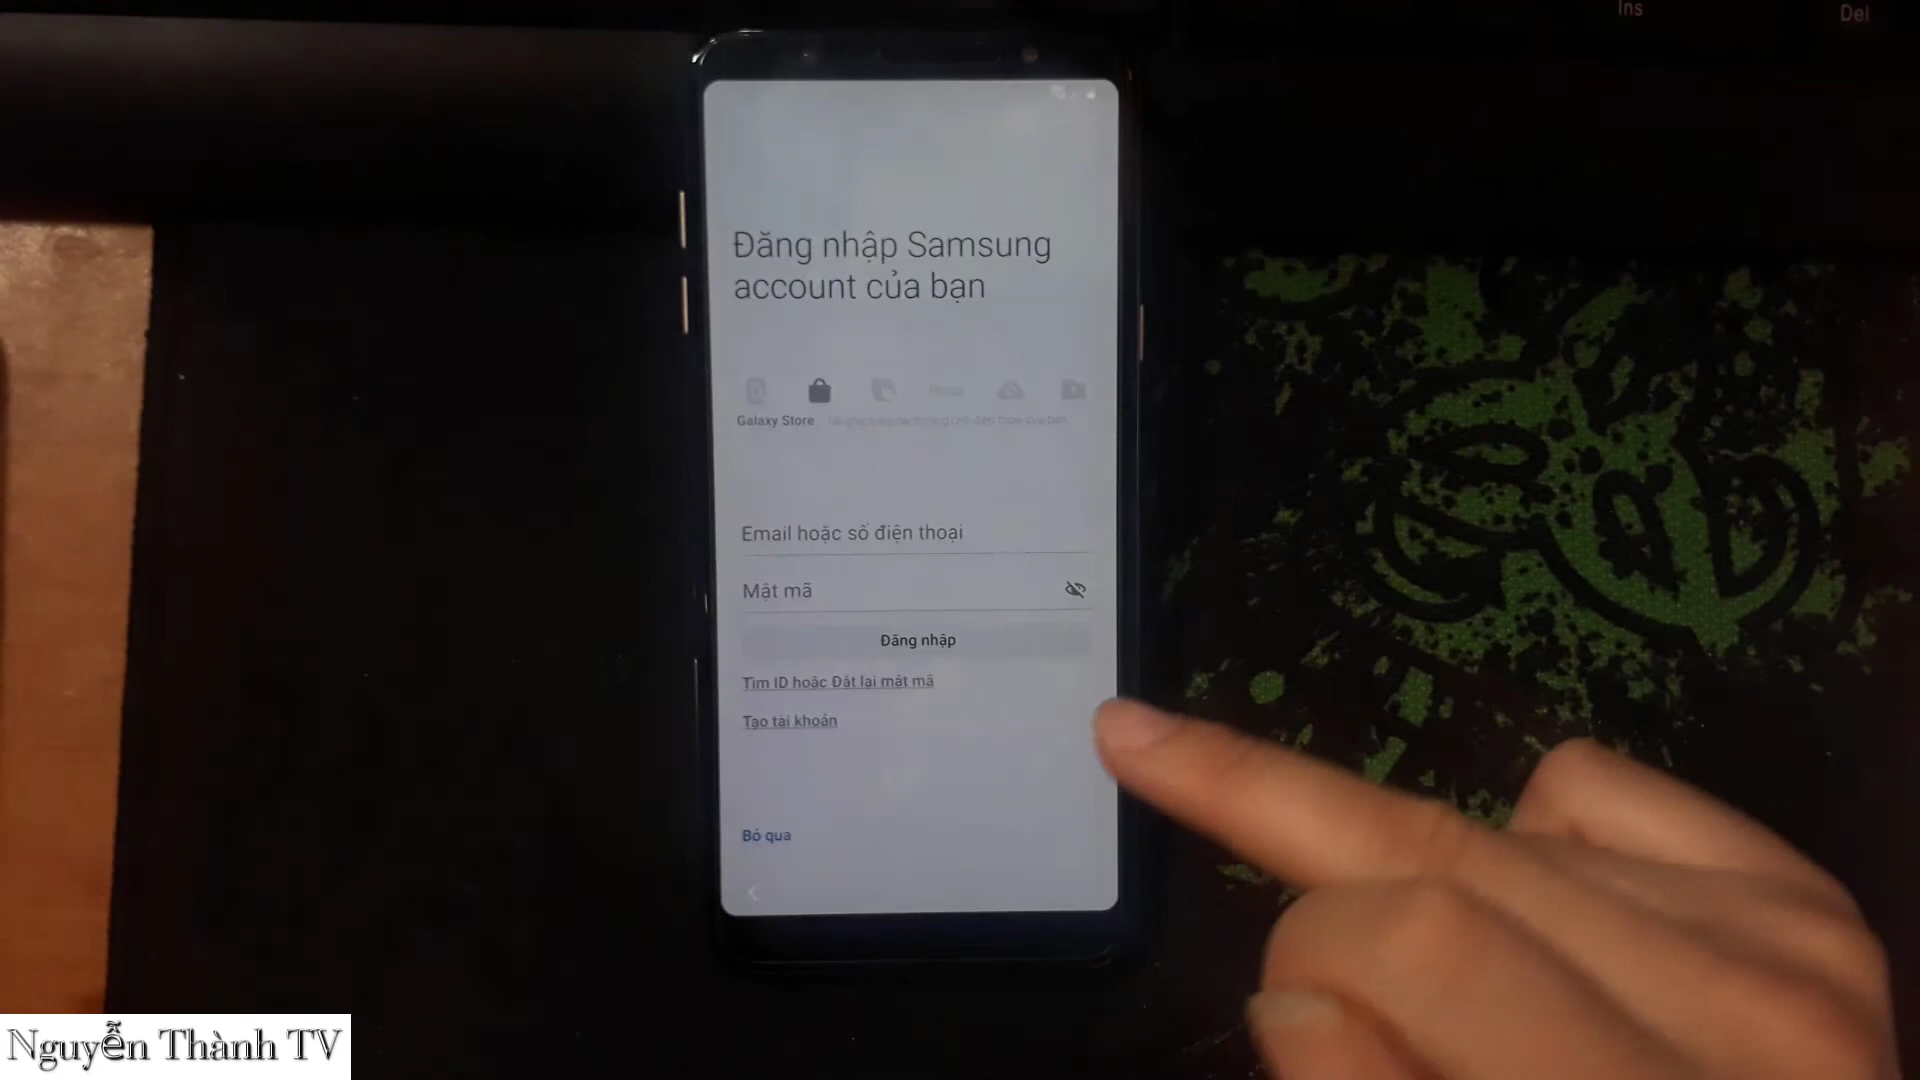 Ins
Del
Đăng nhập Samsung
account của bạn
Galaxy Store
Email hoặc số điện thoại
Mật mã
Đăng nhập
Tìm ID hoặc Đặt lại mật mã
Tạo tài khoản
Bỏ qua
Nguyễn Thành TV